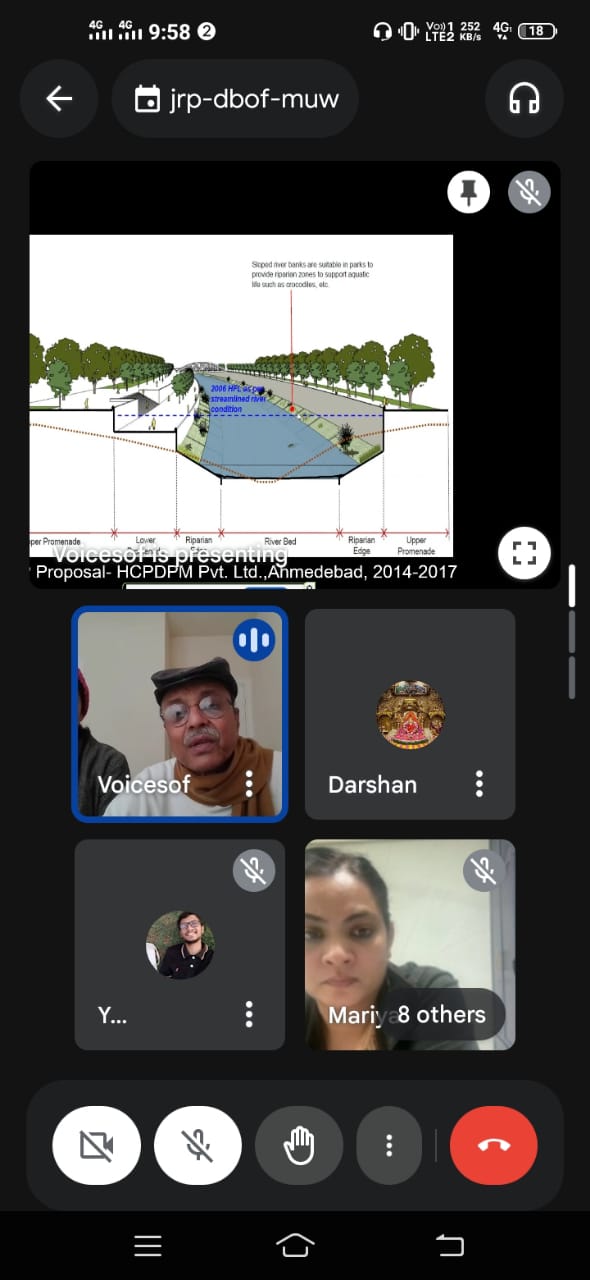 4G 4G 9:58 2 Vo)) 1 LTE2 252 KB/s 4G 18
jrp-dbof-muw
Sloped river banks are suitable in parks to
provide riparian zones to support aquatic
life such as crocodiles, etc.
2006 HFL as per
streamlined river
condition
per Promenade Lower Riparian River Bed Riparian Upper
Edge Promenade
Voicesof is presenting
Proposal- HCPDPM Pvt. Ltd.,Ahmedebad, 2014-2017
Voicesof
Darshan
Y...
Mariya
8 others